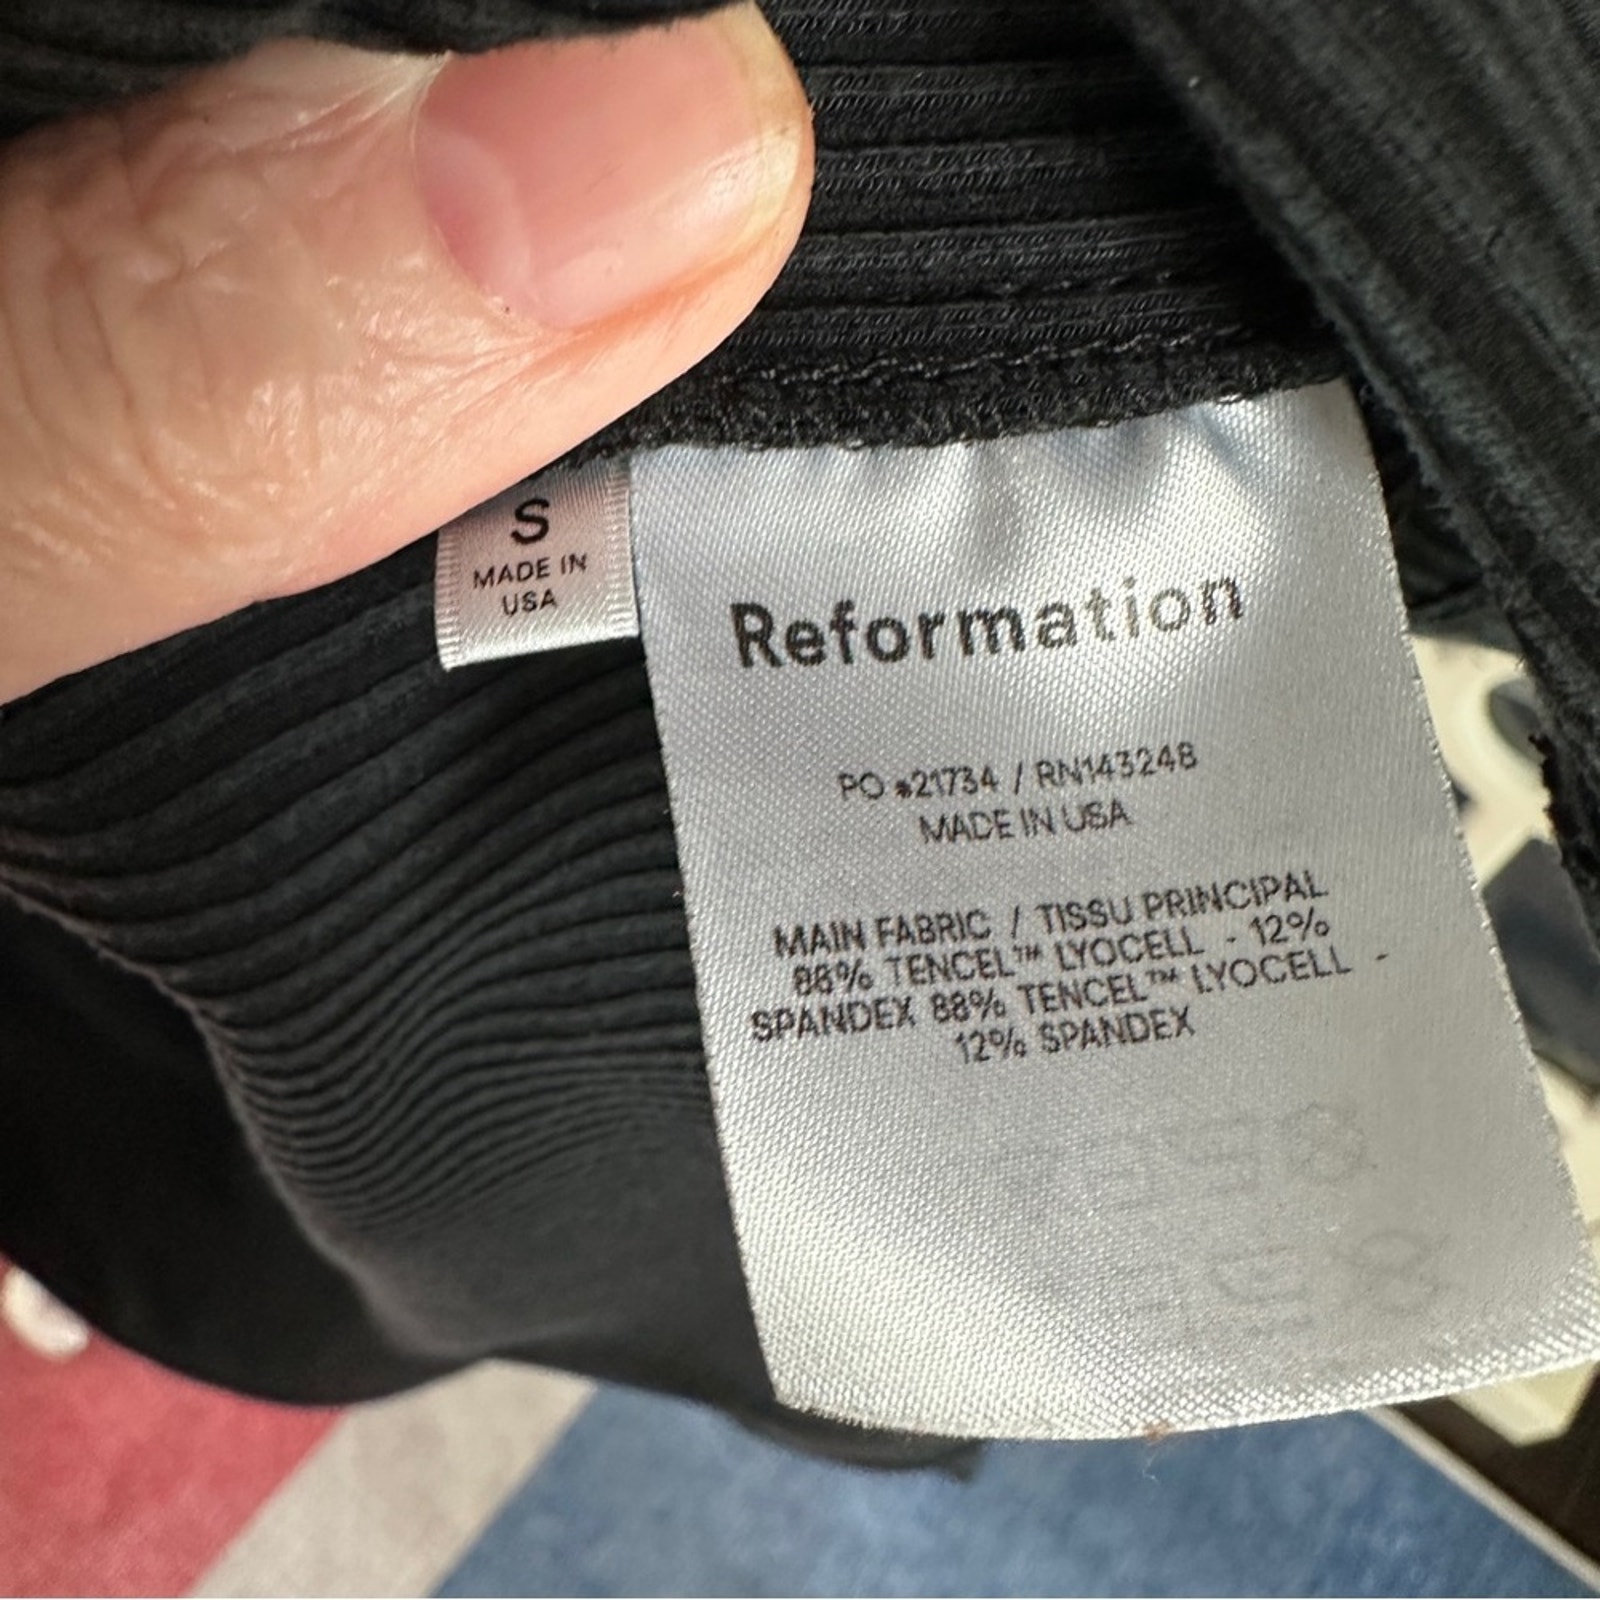 S
MADE IN
USA
Reformation
PO #21734 / RN143248
MADE IN USA
MAIN FABRIC / TISSU PRINCIPAL
88% TENCEL™ LYOCELL - 12%
SPANDEX 88% TENCEL™ LYOCELL -
12% SPANDEX